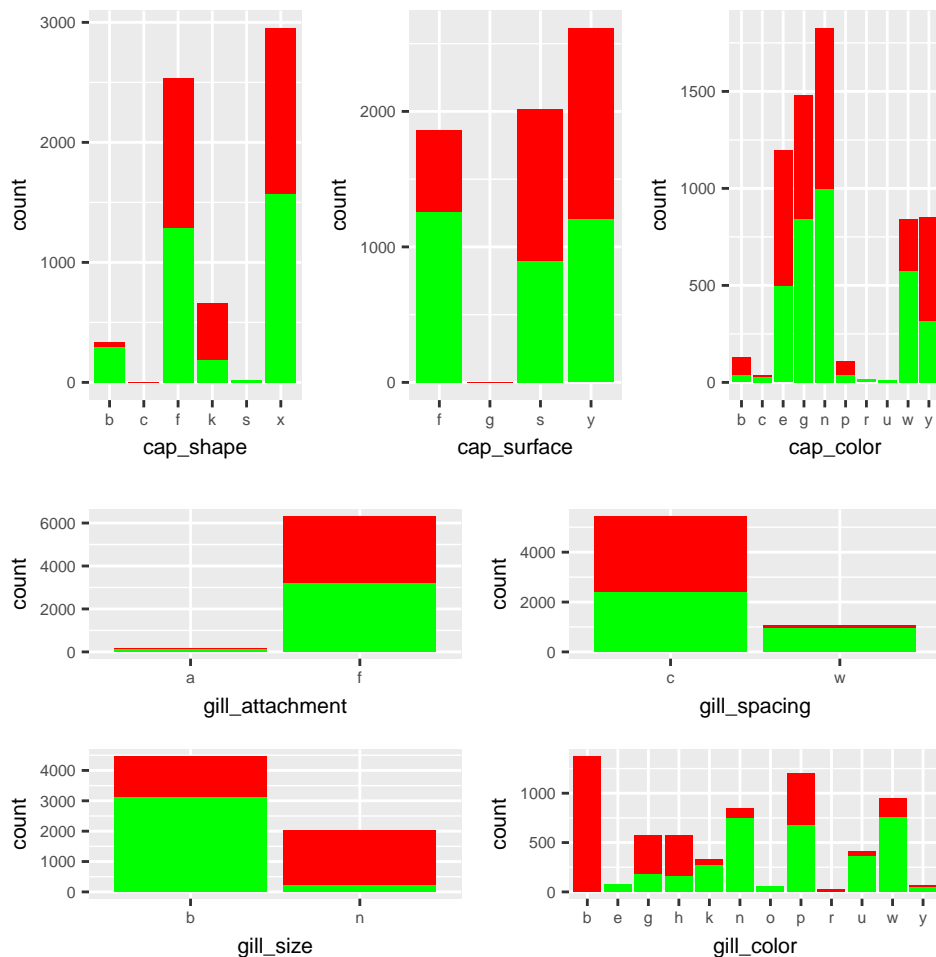 3000
2000
1000
0
count
b c f k s x
cap_shape
2000
1000
0
count
f g s y
cap_surface
1500
1000
500
0
count
b c e g n p r u w y
cap_color
6000
4000
2000
0
count
a f
gill_attachment
4000
2000
0
count
c w
gill_spacing
4000
3000
2000
1000
0
count
b n
gill_size
1000
500
0
count
b e g h k n o p r u w y
gill_color